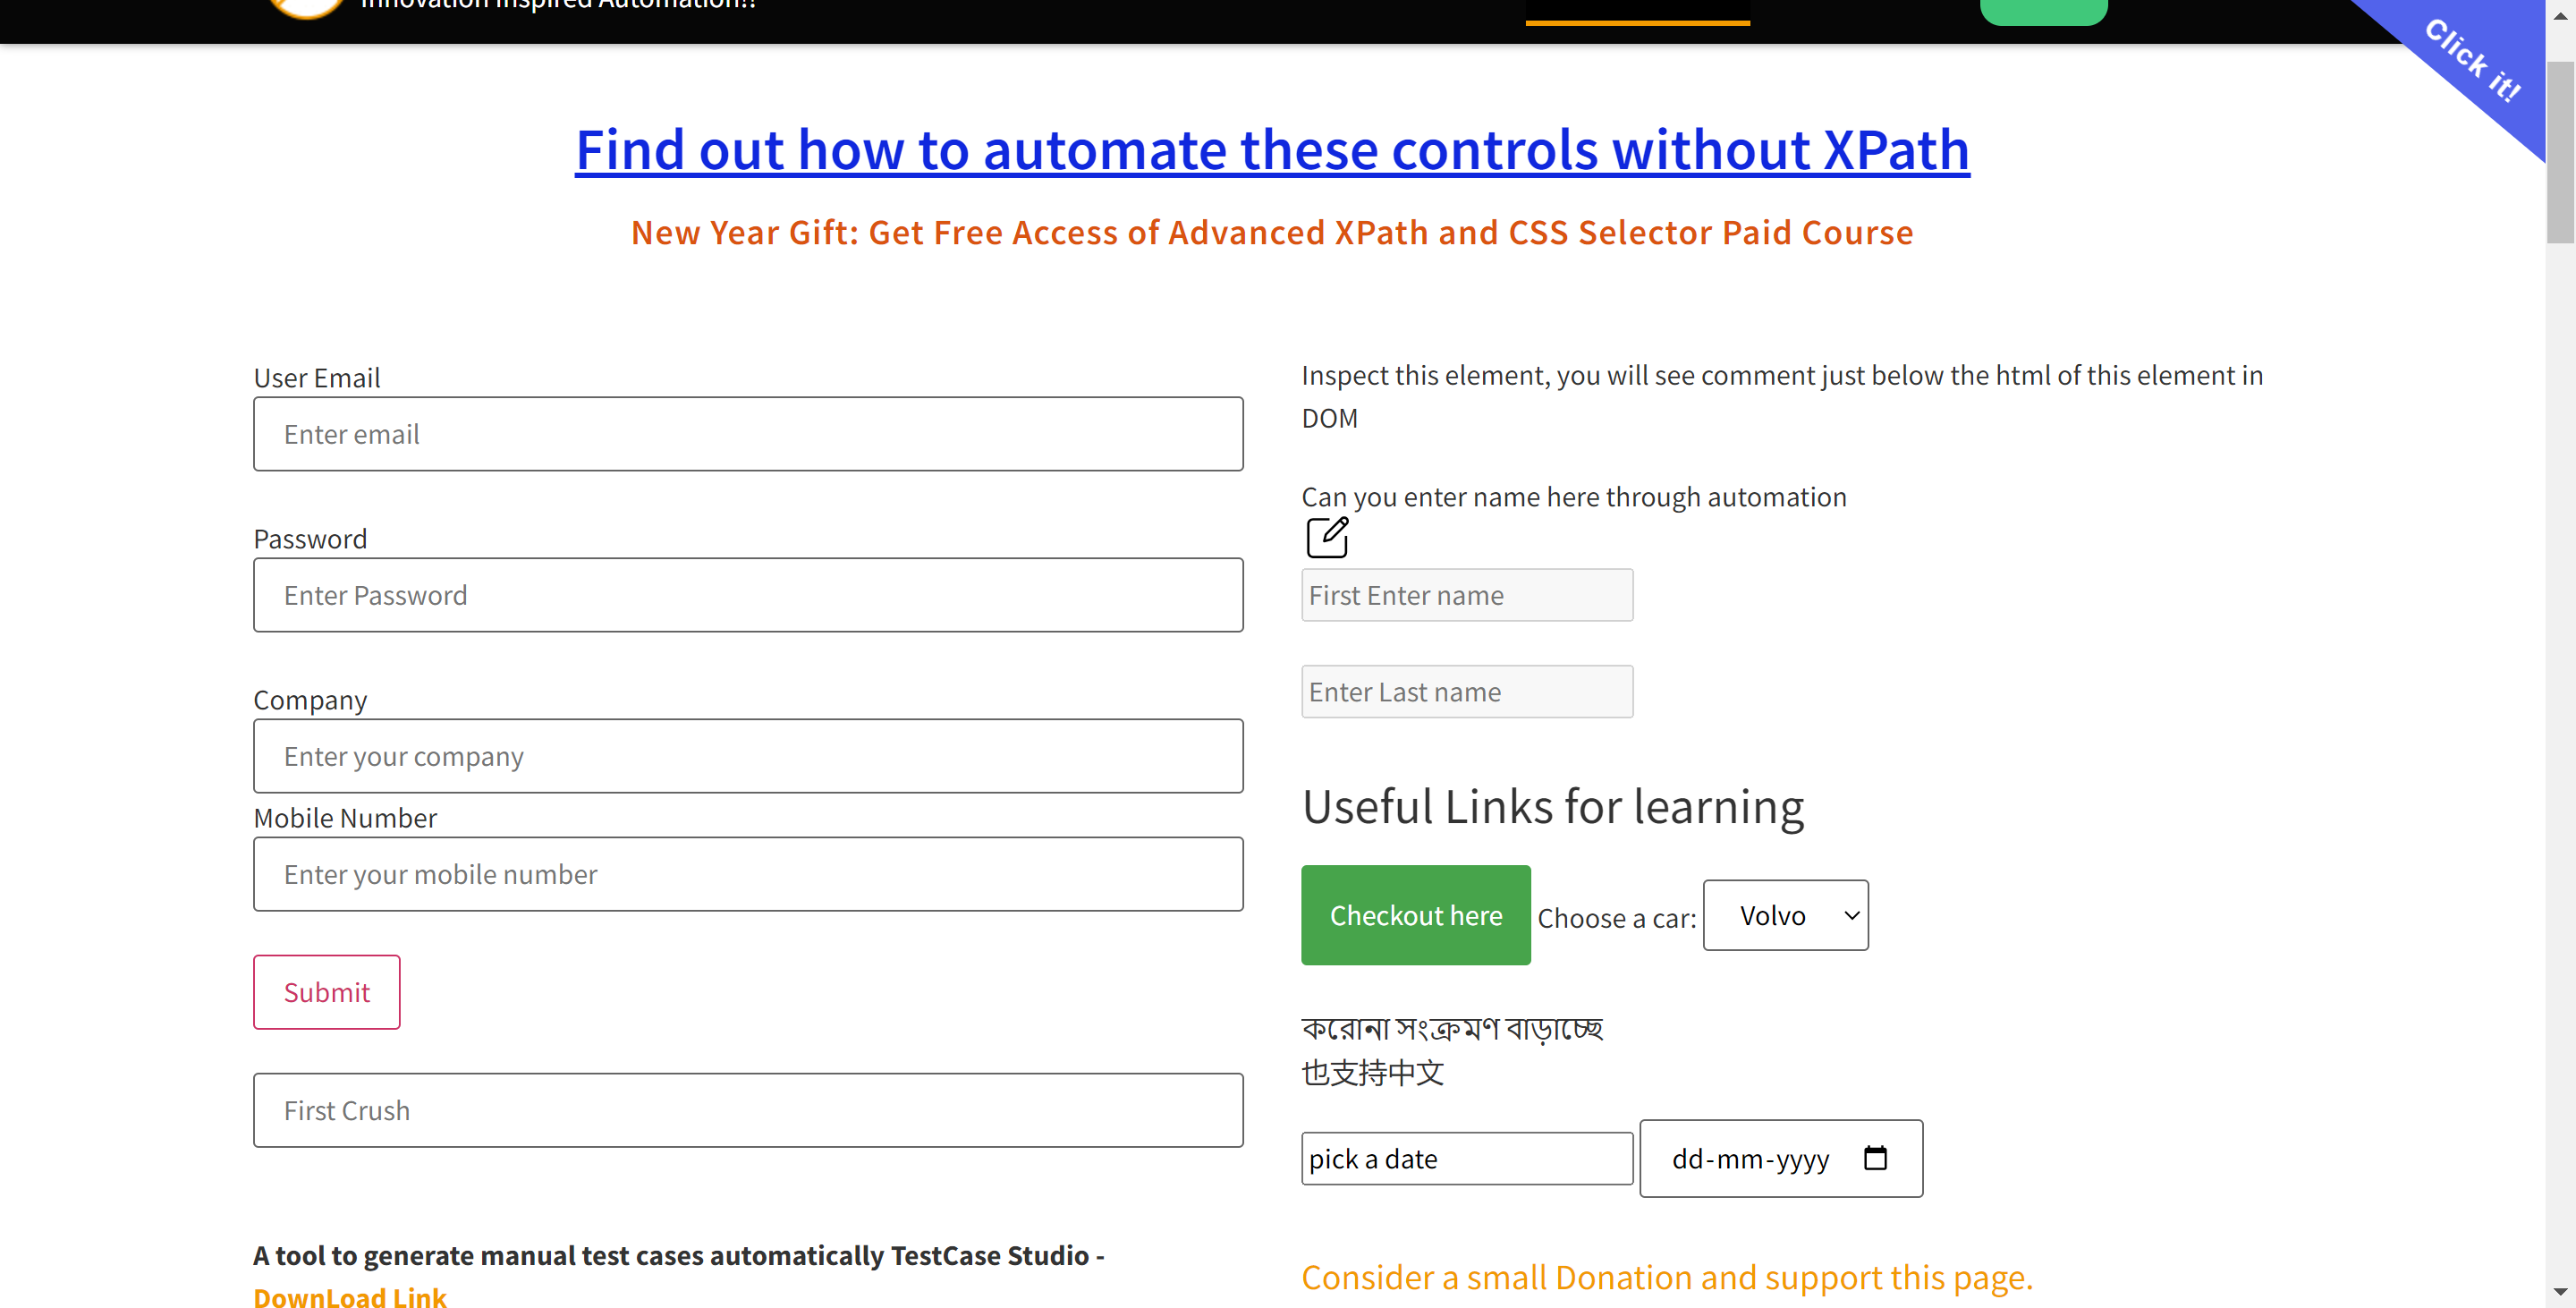 Innovation Inspired Automation!!
Click it!
Find out how to automate these controls without XPath
New Year Gift: Get Free Access of Advanced XPath and CSS Selector Paid Course
User Email
Enter email
Password
Enter Password
Company
Enter your company
Mobile Number
Enter your mobile number
Submit
First Crush
A tool to generate manual test cases automatically TestCase Studio -
DownLoad Link
Inspect this element, you will see comment just below the html of this element in
DOM
Can you enter name here through automation
First Enter name
Enter Last name
Useful Links for learning
Checkout here Choose a car: Volvo
করোনা সংক্রমণ বাড়াচ্ছে
也支持中文
pick a date dd-mm-yyyy
Consider a small Donation and support this page.